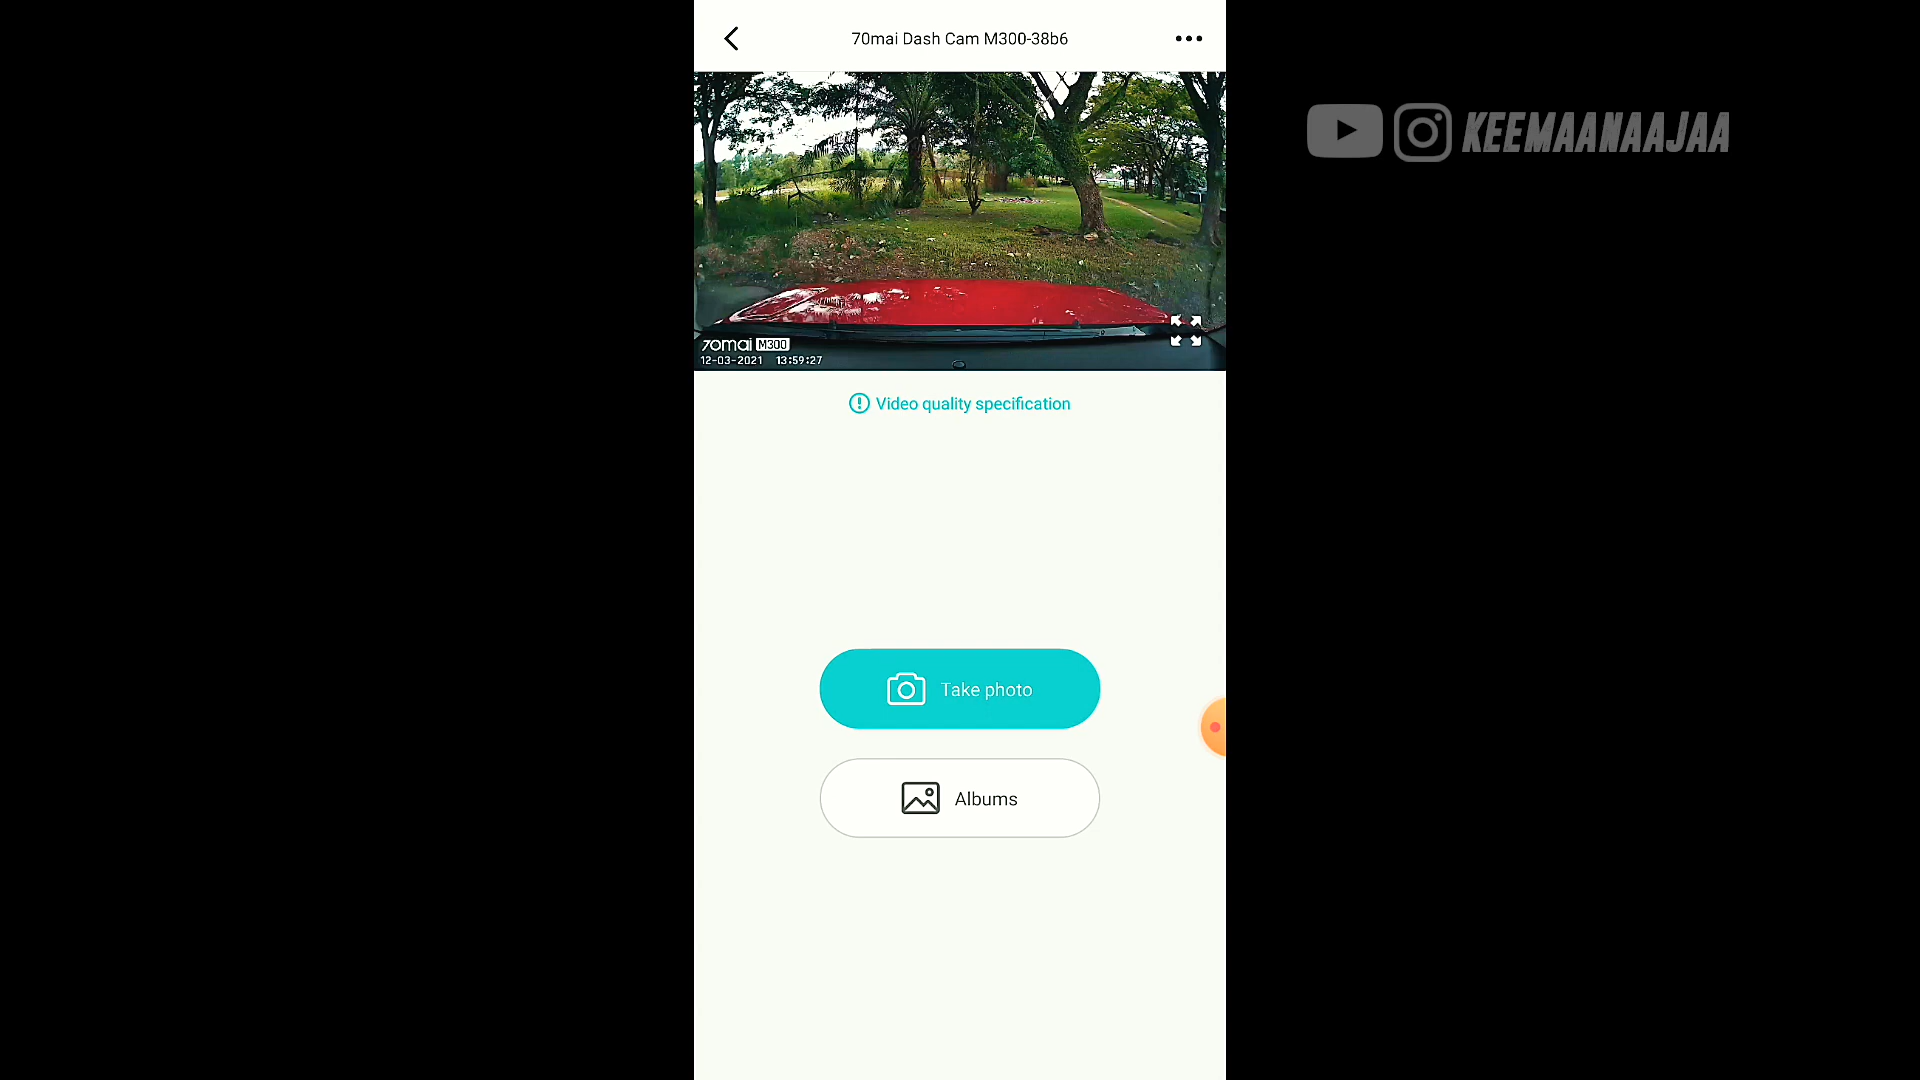 70mai Dash Cam M300-38b6
KEEMAANAAJAA
70mai M300
12-03-2021 13:59:27
Video quality specification
Take photo
Albums